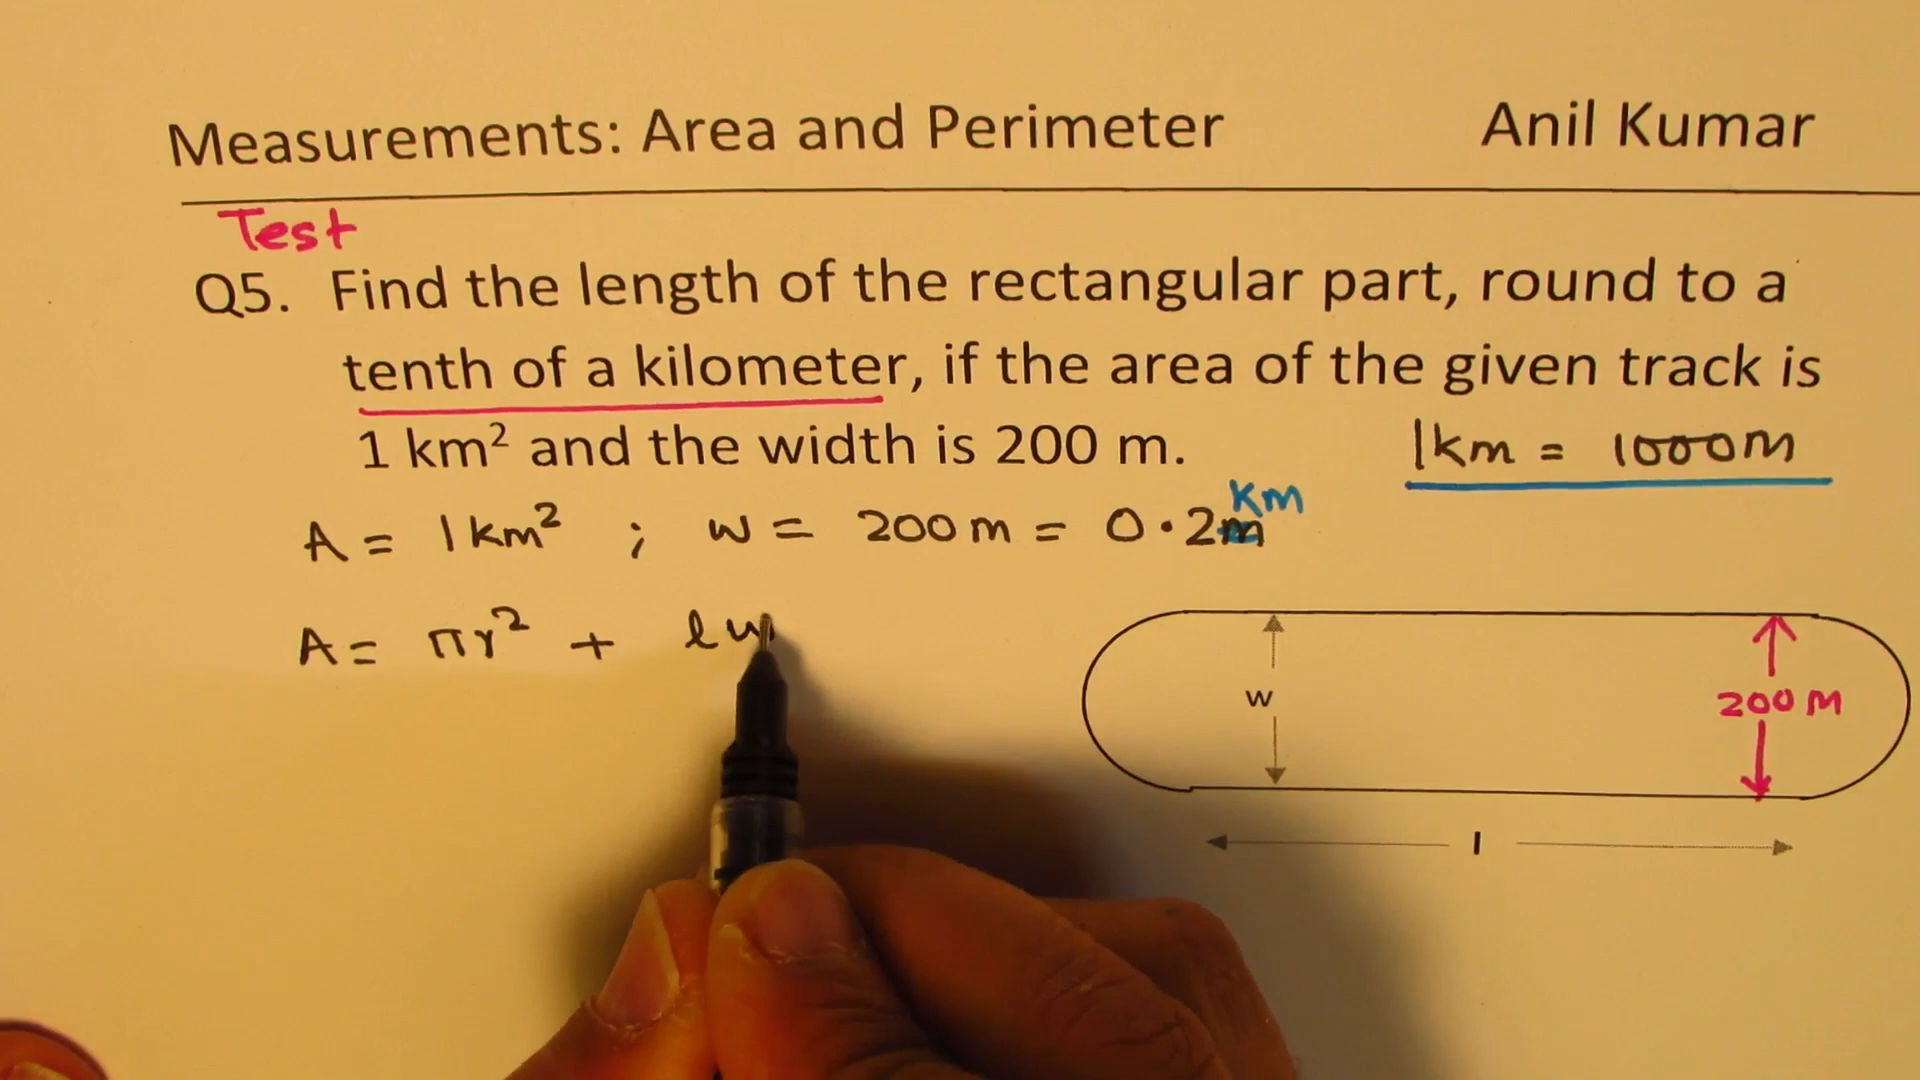 Measurements: Area and Perimeter Anil Kumar
Test
Q5. Find the length of the rectangular part, round to a
tenth of a kilometer, if the area of the given track is
1 km² and the width is 200 m. 1km = 1000m
A = 1km² ; w = 200m = 0.2m km
A = πr² + lw
w
200 m
l